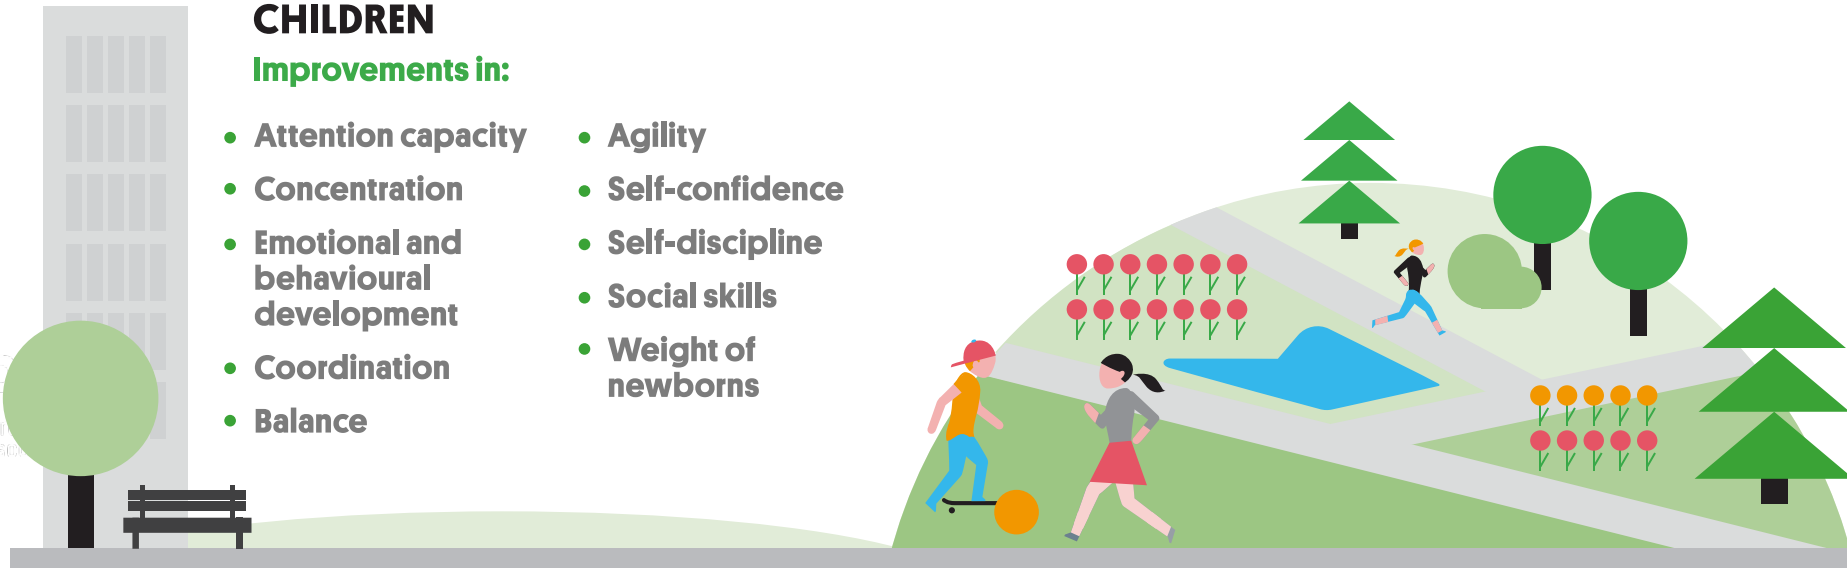 CHILDREN
Improvements in:
• Attention capacity
• Concentration
• Emotional and
behavioural
development
• Coordination
• Balance
• Agility
• Self-confidence
• Self-discipline
• Social skills
• Weight of
newborns